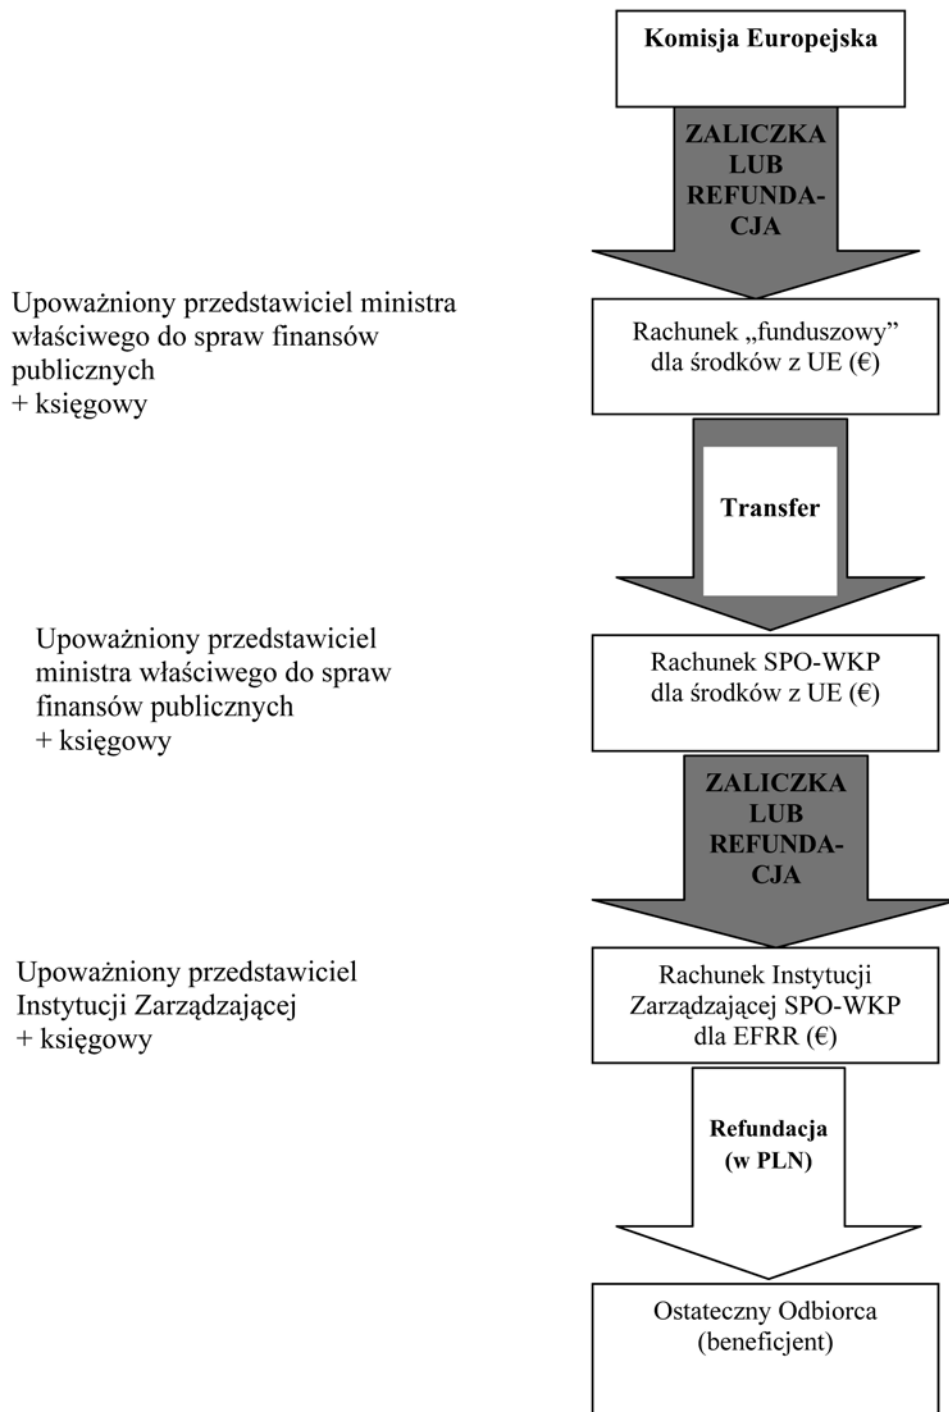 Komisja Europejska
ZALICZKA
LUB
REFUNDA-
CJA
Upoważniony przedstawiciel ministra
właściwego do spraw finansów
publicznych
+ księgowy
Rachunek „funduszowy”
dla środków z UE (€)
Transfer
Upoważniony przedstawiciel
ministra właściwego do spraw
finansów publicznych
+ księgowy
Rachunek SPO-WKP
dla środków z UE (€)
ZALICZKA
LUB
REFUNDA-
CJA
Upoważniony przedstawiciel
Instytucji Zarządzającej
+ księgowy
Rachunek Instytucji
Zarządzającej SPO-WKP
dla EFRR (€)
Refundacja
(w PLN)
Ostateczny Odbiorca
(beneficjent)